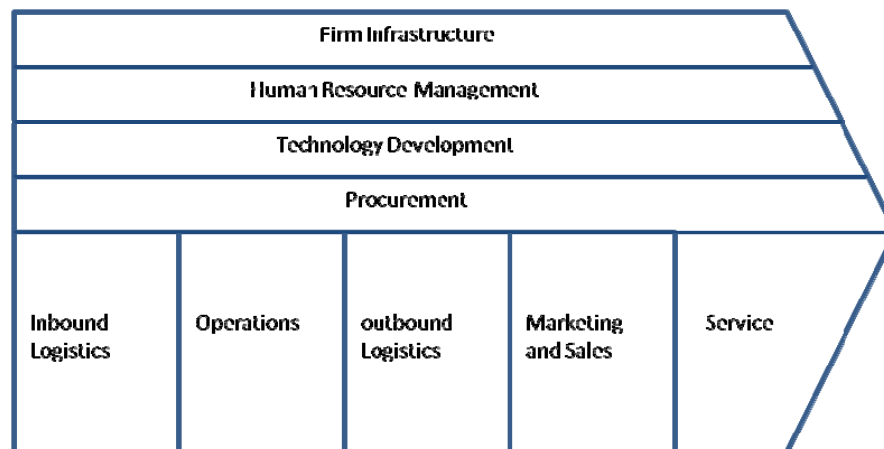 Firm Infrastructure
Human Resource Management
Technology Development
Procurement
Inbound
Logistics
Operations
outbound
Logistics
Marketing
and Sales
Service